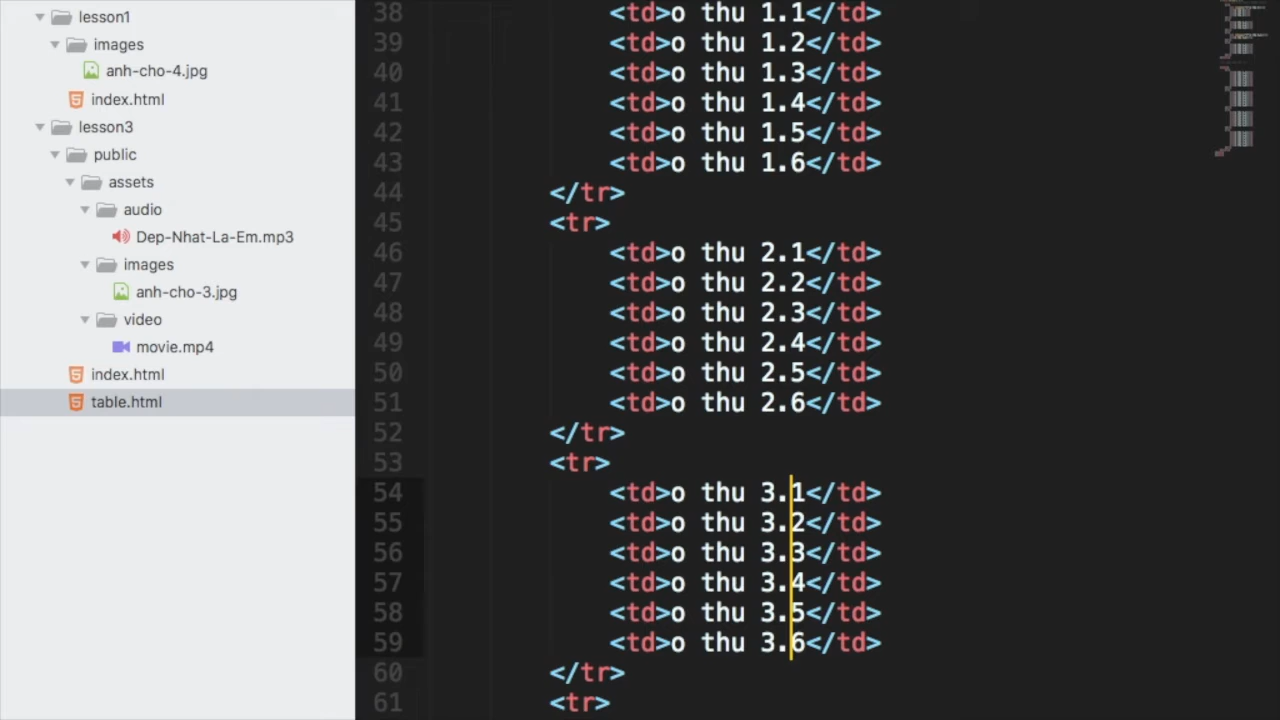 lesson1
images
anh-cho-4.jpg
index.html
lesson3
public
assets
audio
Dep-Nhat-La-Em.mp3
images
anh-cho-3.jpg
video
movie.mp4
index.html
table.html
38 <td>o thu 1.1</td>
39 <td>o thu 1.2</td>
40 <td>o thu 1.3</td>
41 <td>o thu 1.4</td>
42 <td>o thu 1.5</td>
43 <td>o thu 1.6</td>
44 </tr>
45 <tr>
46 <td>o thu 2.1</td>
47 <td>o thu 2.2</td>
48 <td>o thu 2.3</td>
49 <td>o thu 2.4</td>
50 <td>o thu 2.5</td>
51 <td>o thu 2.6</td>
52 </tr>
53 <tr>
54 <td>o thu 3.1</td>
55 <td>o thu 3.2</td>
56 <td>o thu 3.3</td>
57 <td>o thu 3.4</td>
58 <td>o thu 3.5</td>
59 <td>o thu 3.6</td>
60 </tr>
61 <tr>